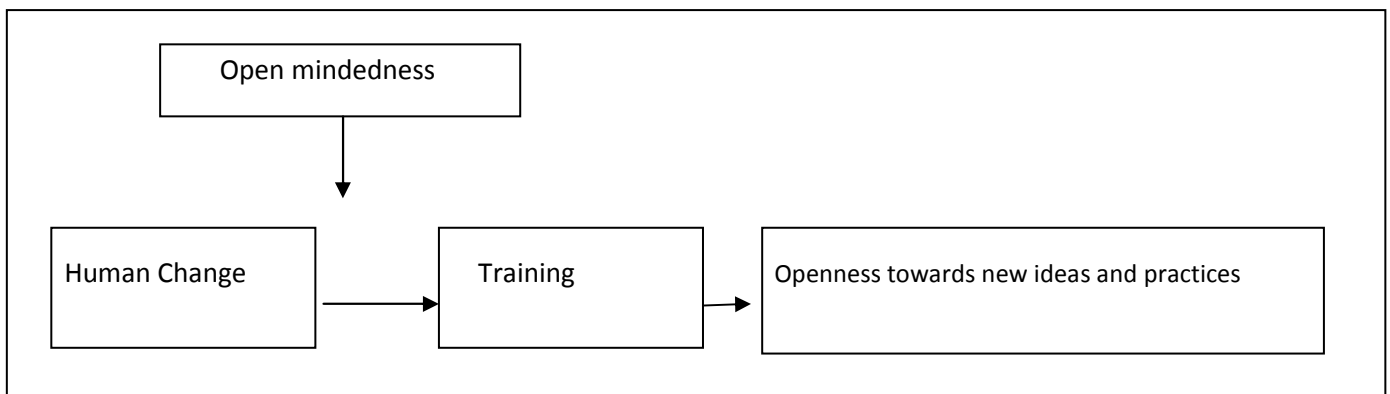 Open mindedness
Human Change
Training
Openness towards new ideas and practices